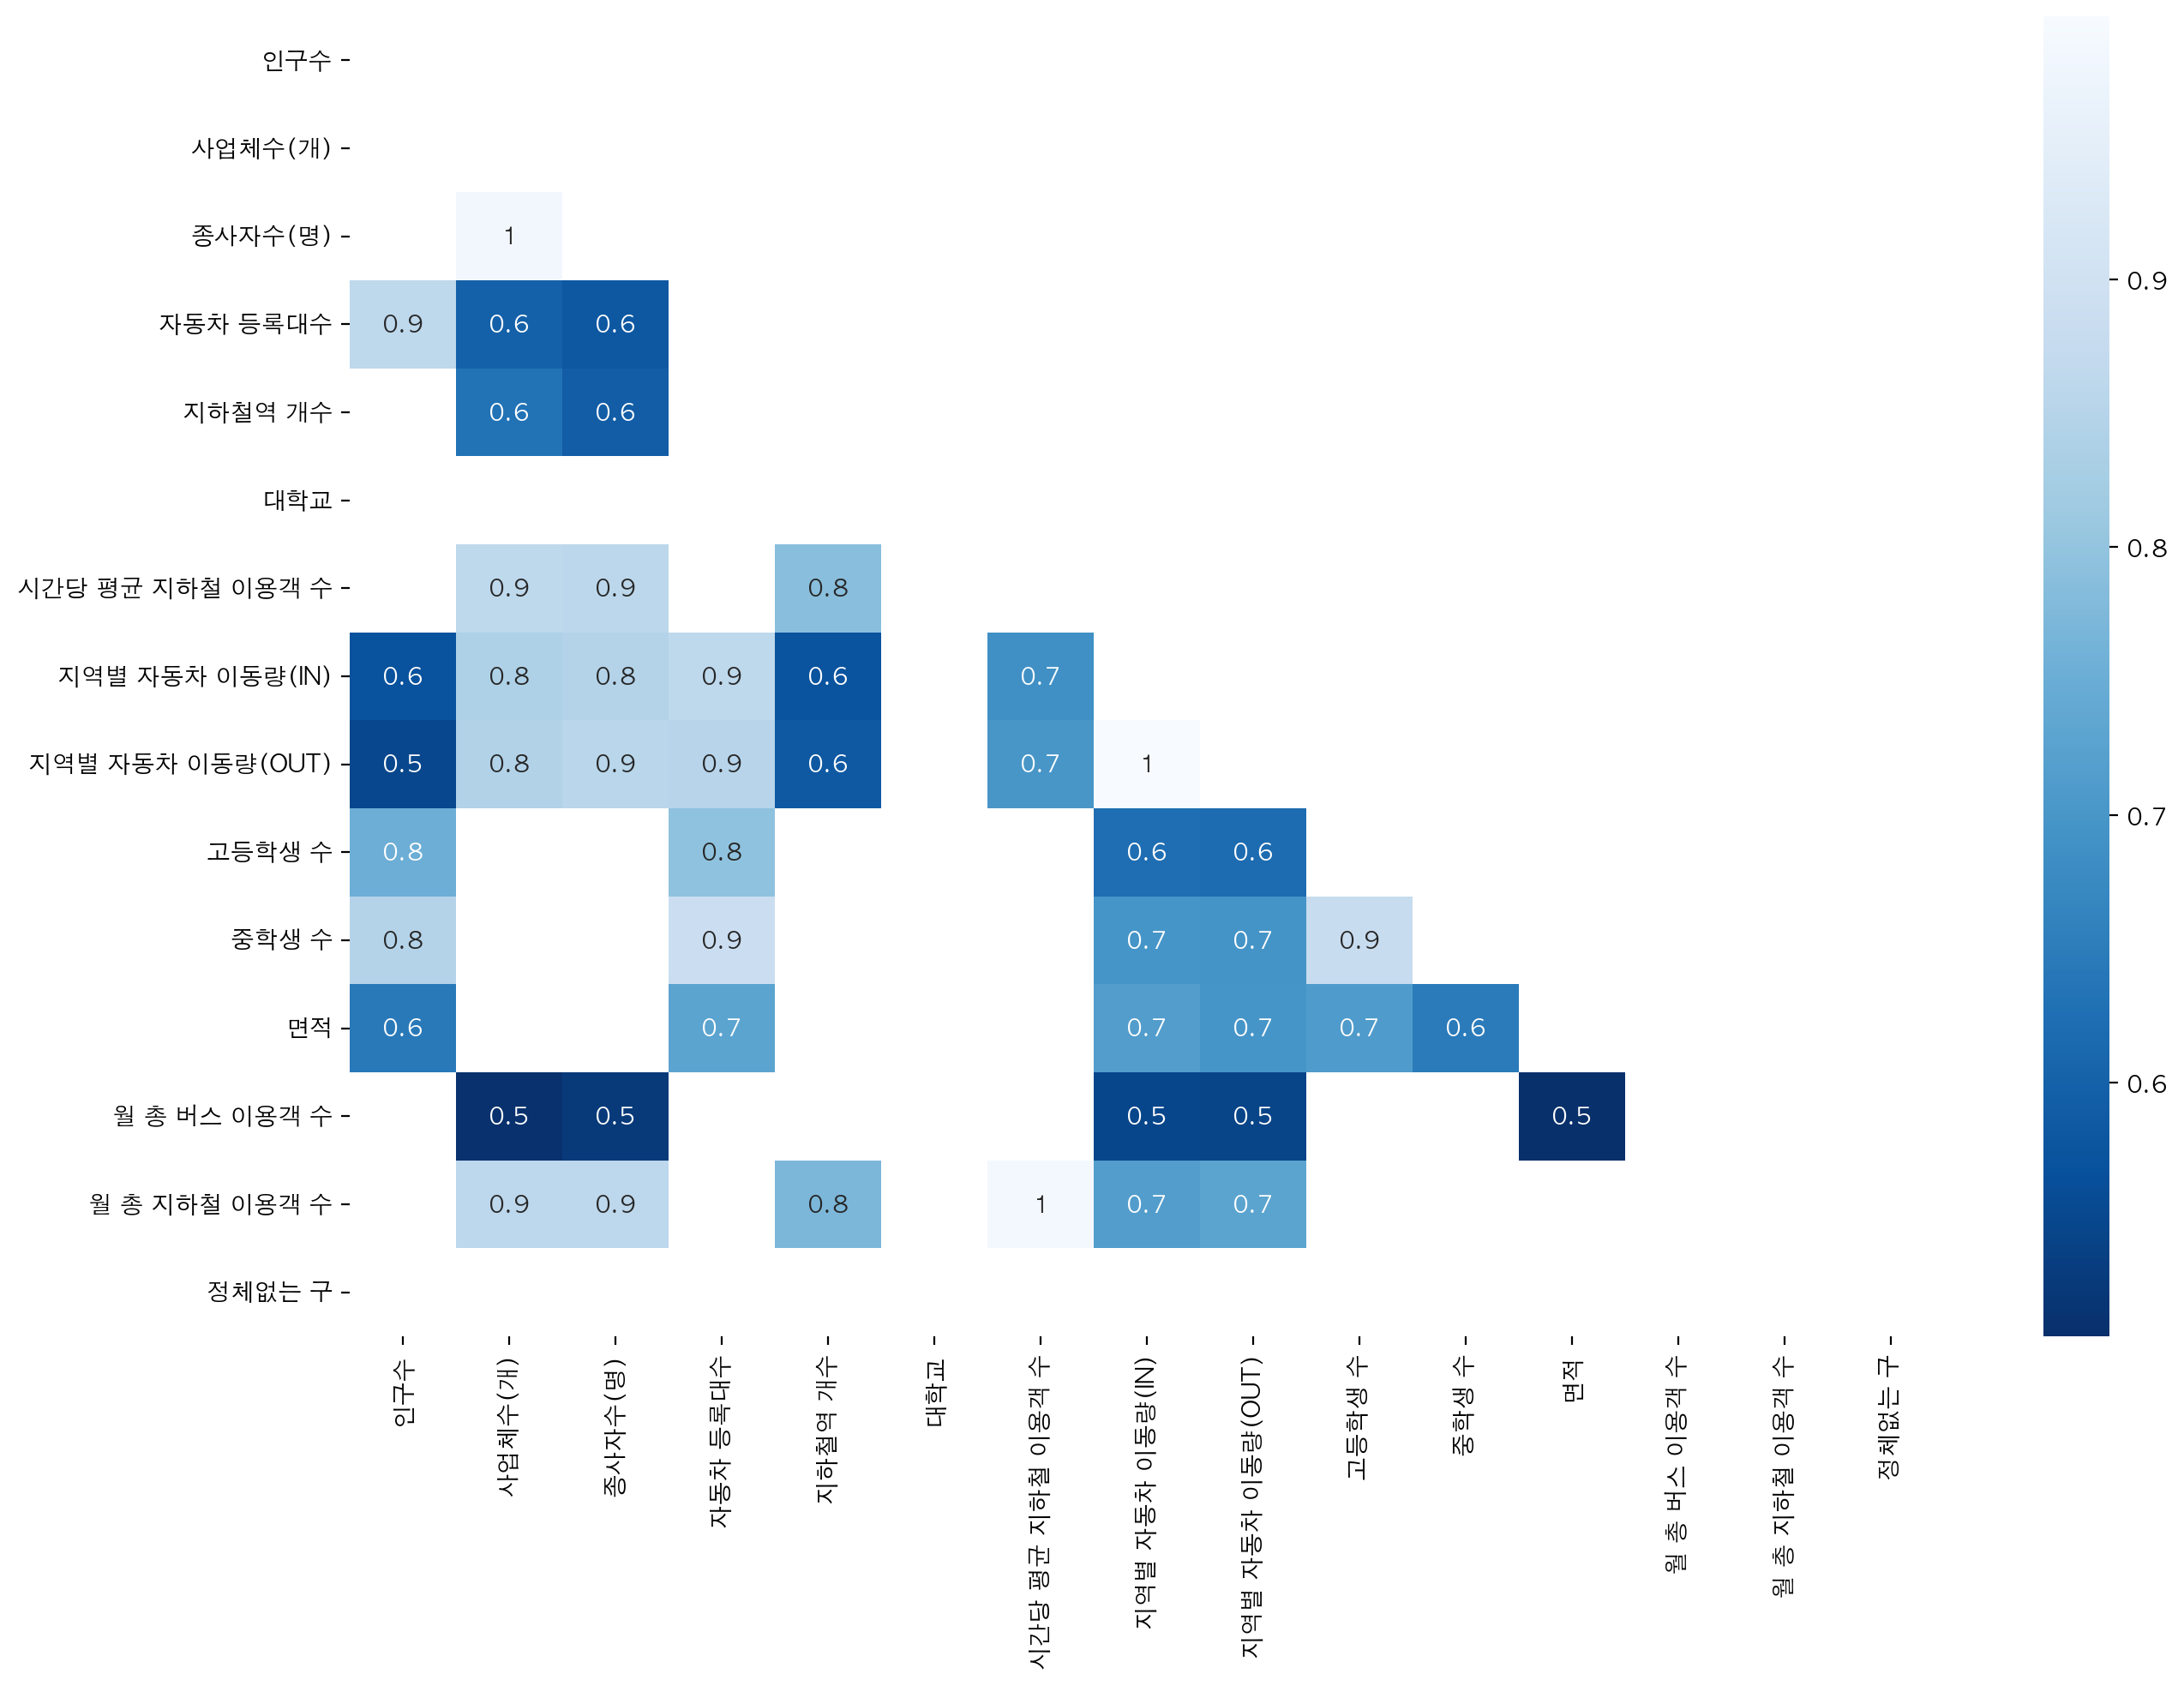 인구수
사업체수(개)
종사자수(명) 1
자동차 등록대수 0.9 0.6 0.6
0.9
지하철역 개수 0.6 0.6
대학교
0.8
시간당 평균 지하철 이용객 수 0.9 0.9 0.8
지역별 자동차 이동량(IN) 0.6 0.8 0.8 0.9 0.6 0.7
지역별 자동차 이동량(OUT) 0.5 0.8 0.9 0.9 0.6 0.7 1
0.7
고등학생 수 0.8 0.8 0.6 0.6
중학생 수 0.8 0.9 0.7 0.7 0.9
면적 0.6 0.7 0.7 0.7 0.7 0.6
0.6
월 총 버스 이용객 수 0.5 0.5 0.5 0.5 0.5
월 총 지하철 이용객 수 0.9 0.9 0.8 1 0.7 0.7
정체없는 구
인구수
사업체수(개)
종사자수(명)
자동차 등록대수
지하철역 개수
대학교
시간당 평균 지하철 이용객 수
지역별 자동차 이동량(IN)
지역별 자동차 이동량(OUT)
고등학생 수
중학생 수
면적
월 총 버스 이용객 수
월 총 지하철 이용객 수
정체없는 구